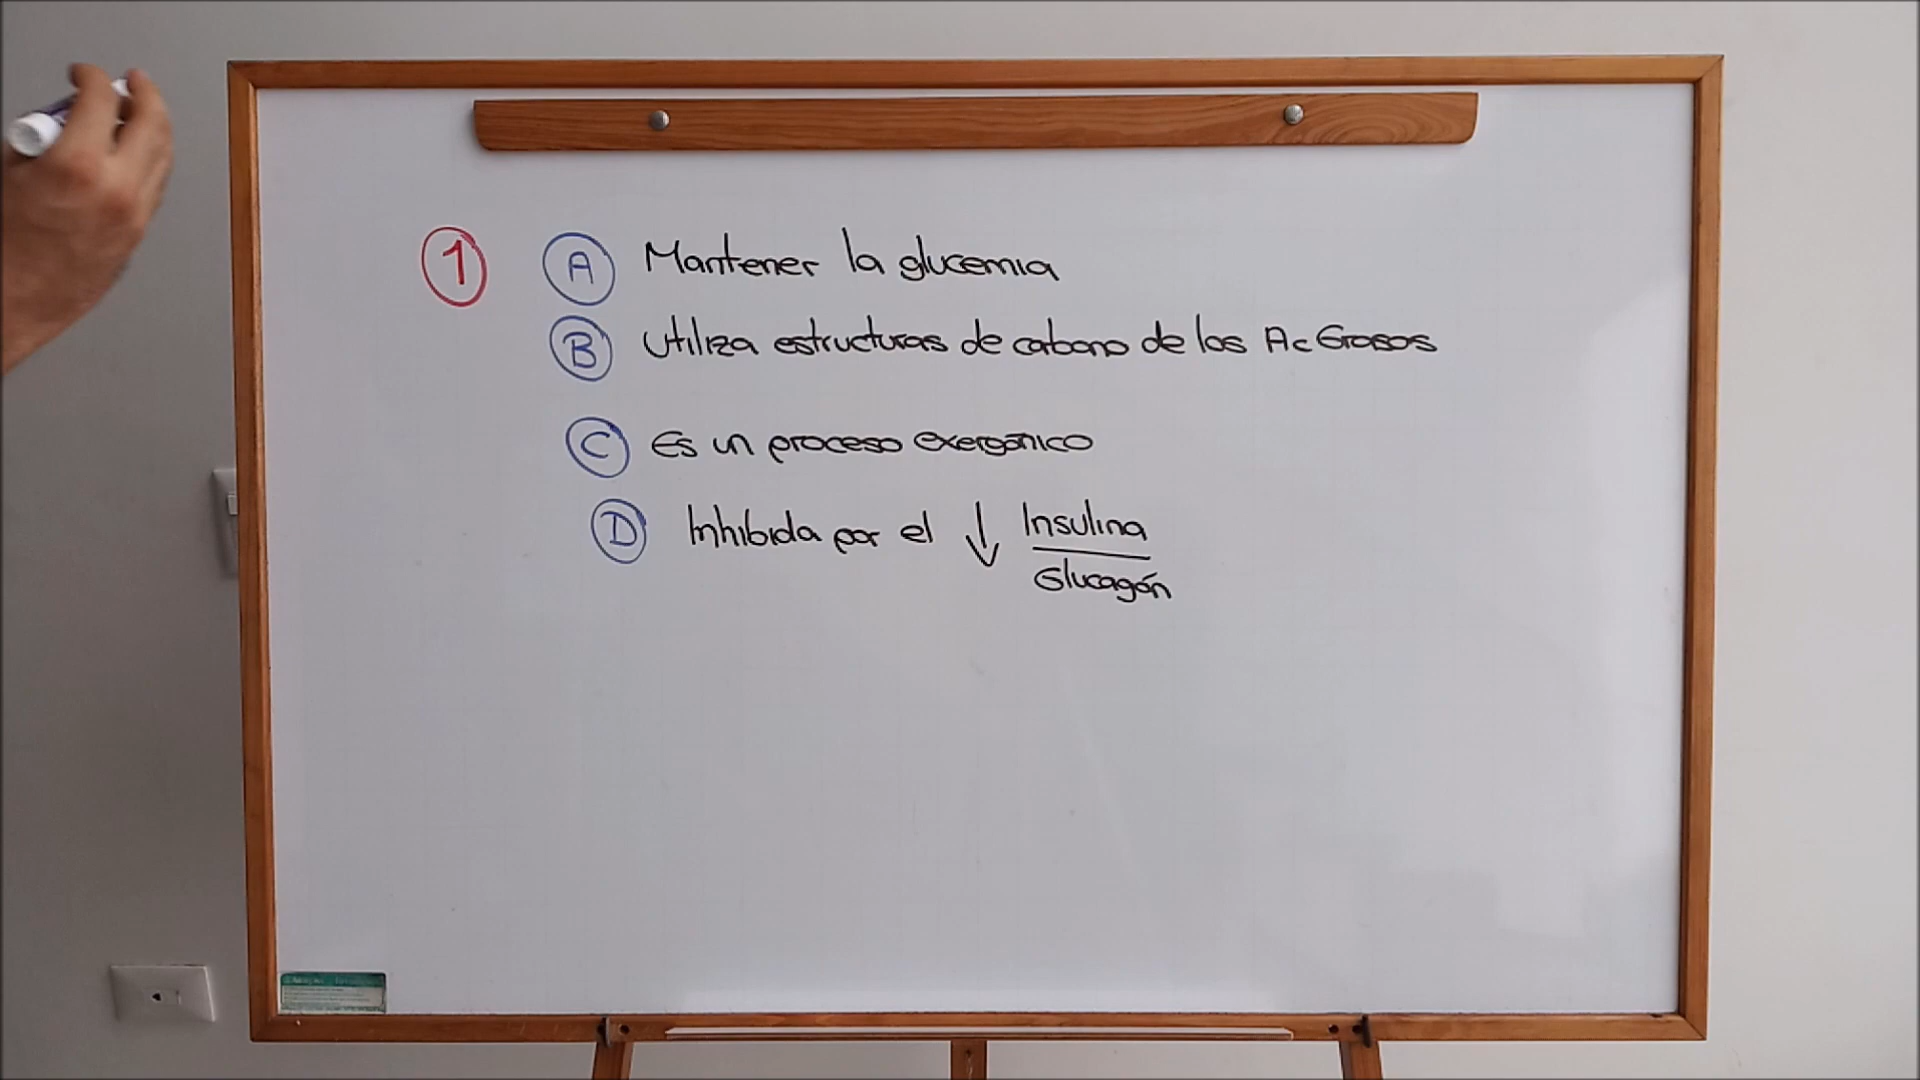 1 A Mantener la glucemia
B Utiliza estructuras de carbono de los Ac Grasos
C Es un proceso exergónico
D Inhibida por el ↓ Insulina
Glucagón